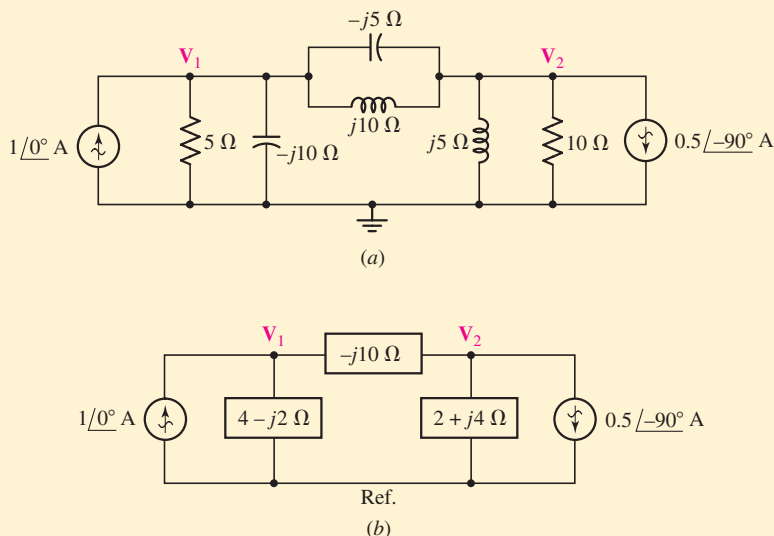 –j5 Ω
V1
V2
j10 Ω
1/0° A
5 Ω
–j10 Ω
j5 Ω
10 Ω
0.5/–90° A
(a)
V1
V2
–j10 Ω
1/0° A
4 – j2 Ω
2 + j4 Ω
0.5/–90° A
Ref.
(b)